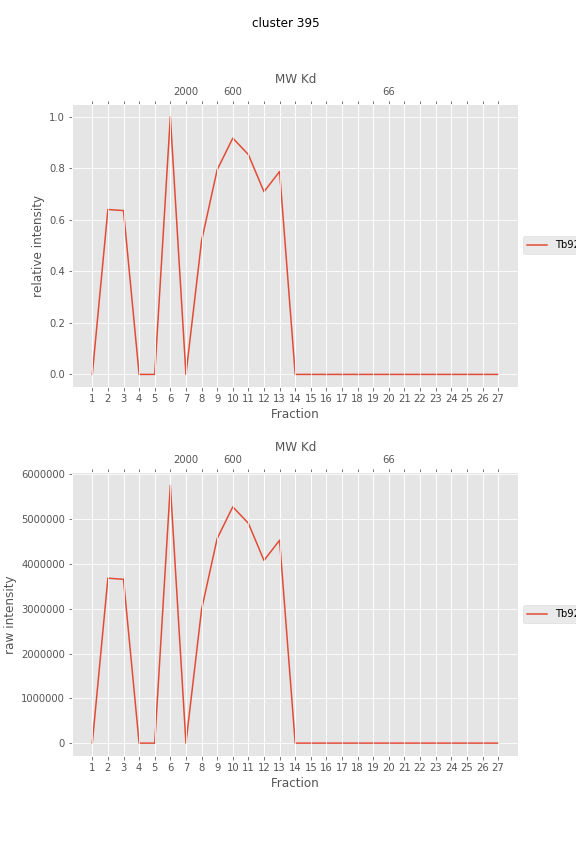 cluster 395
MW Kd
2000 600 66
1.0
0.8
0.6
0.4
0.2
0.0
relative intensity
Tb92
1 2 3 4 5 6 7 8 9 10 11 12 13 14 15 16 17 18 19 20 21 22 23 24 25 26 27
Fraction
MW Kd
2000 600 66
6000000
5000000
4000000
3000000
2000000
1000000
0
raw intensity
Tb92
1 2 3 4 5 6 7 8 9 10 11 12 13 14 15 16 17 18 19 20 21 22 23 24 25 26 27
Fraction